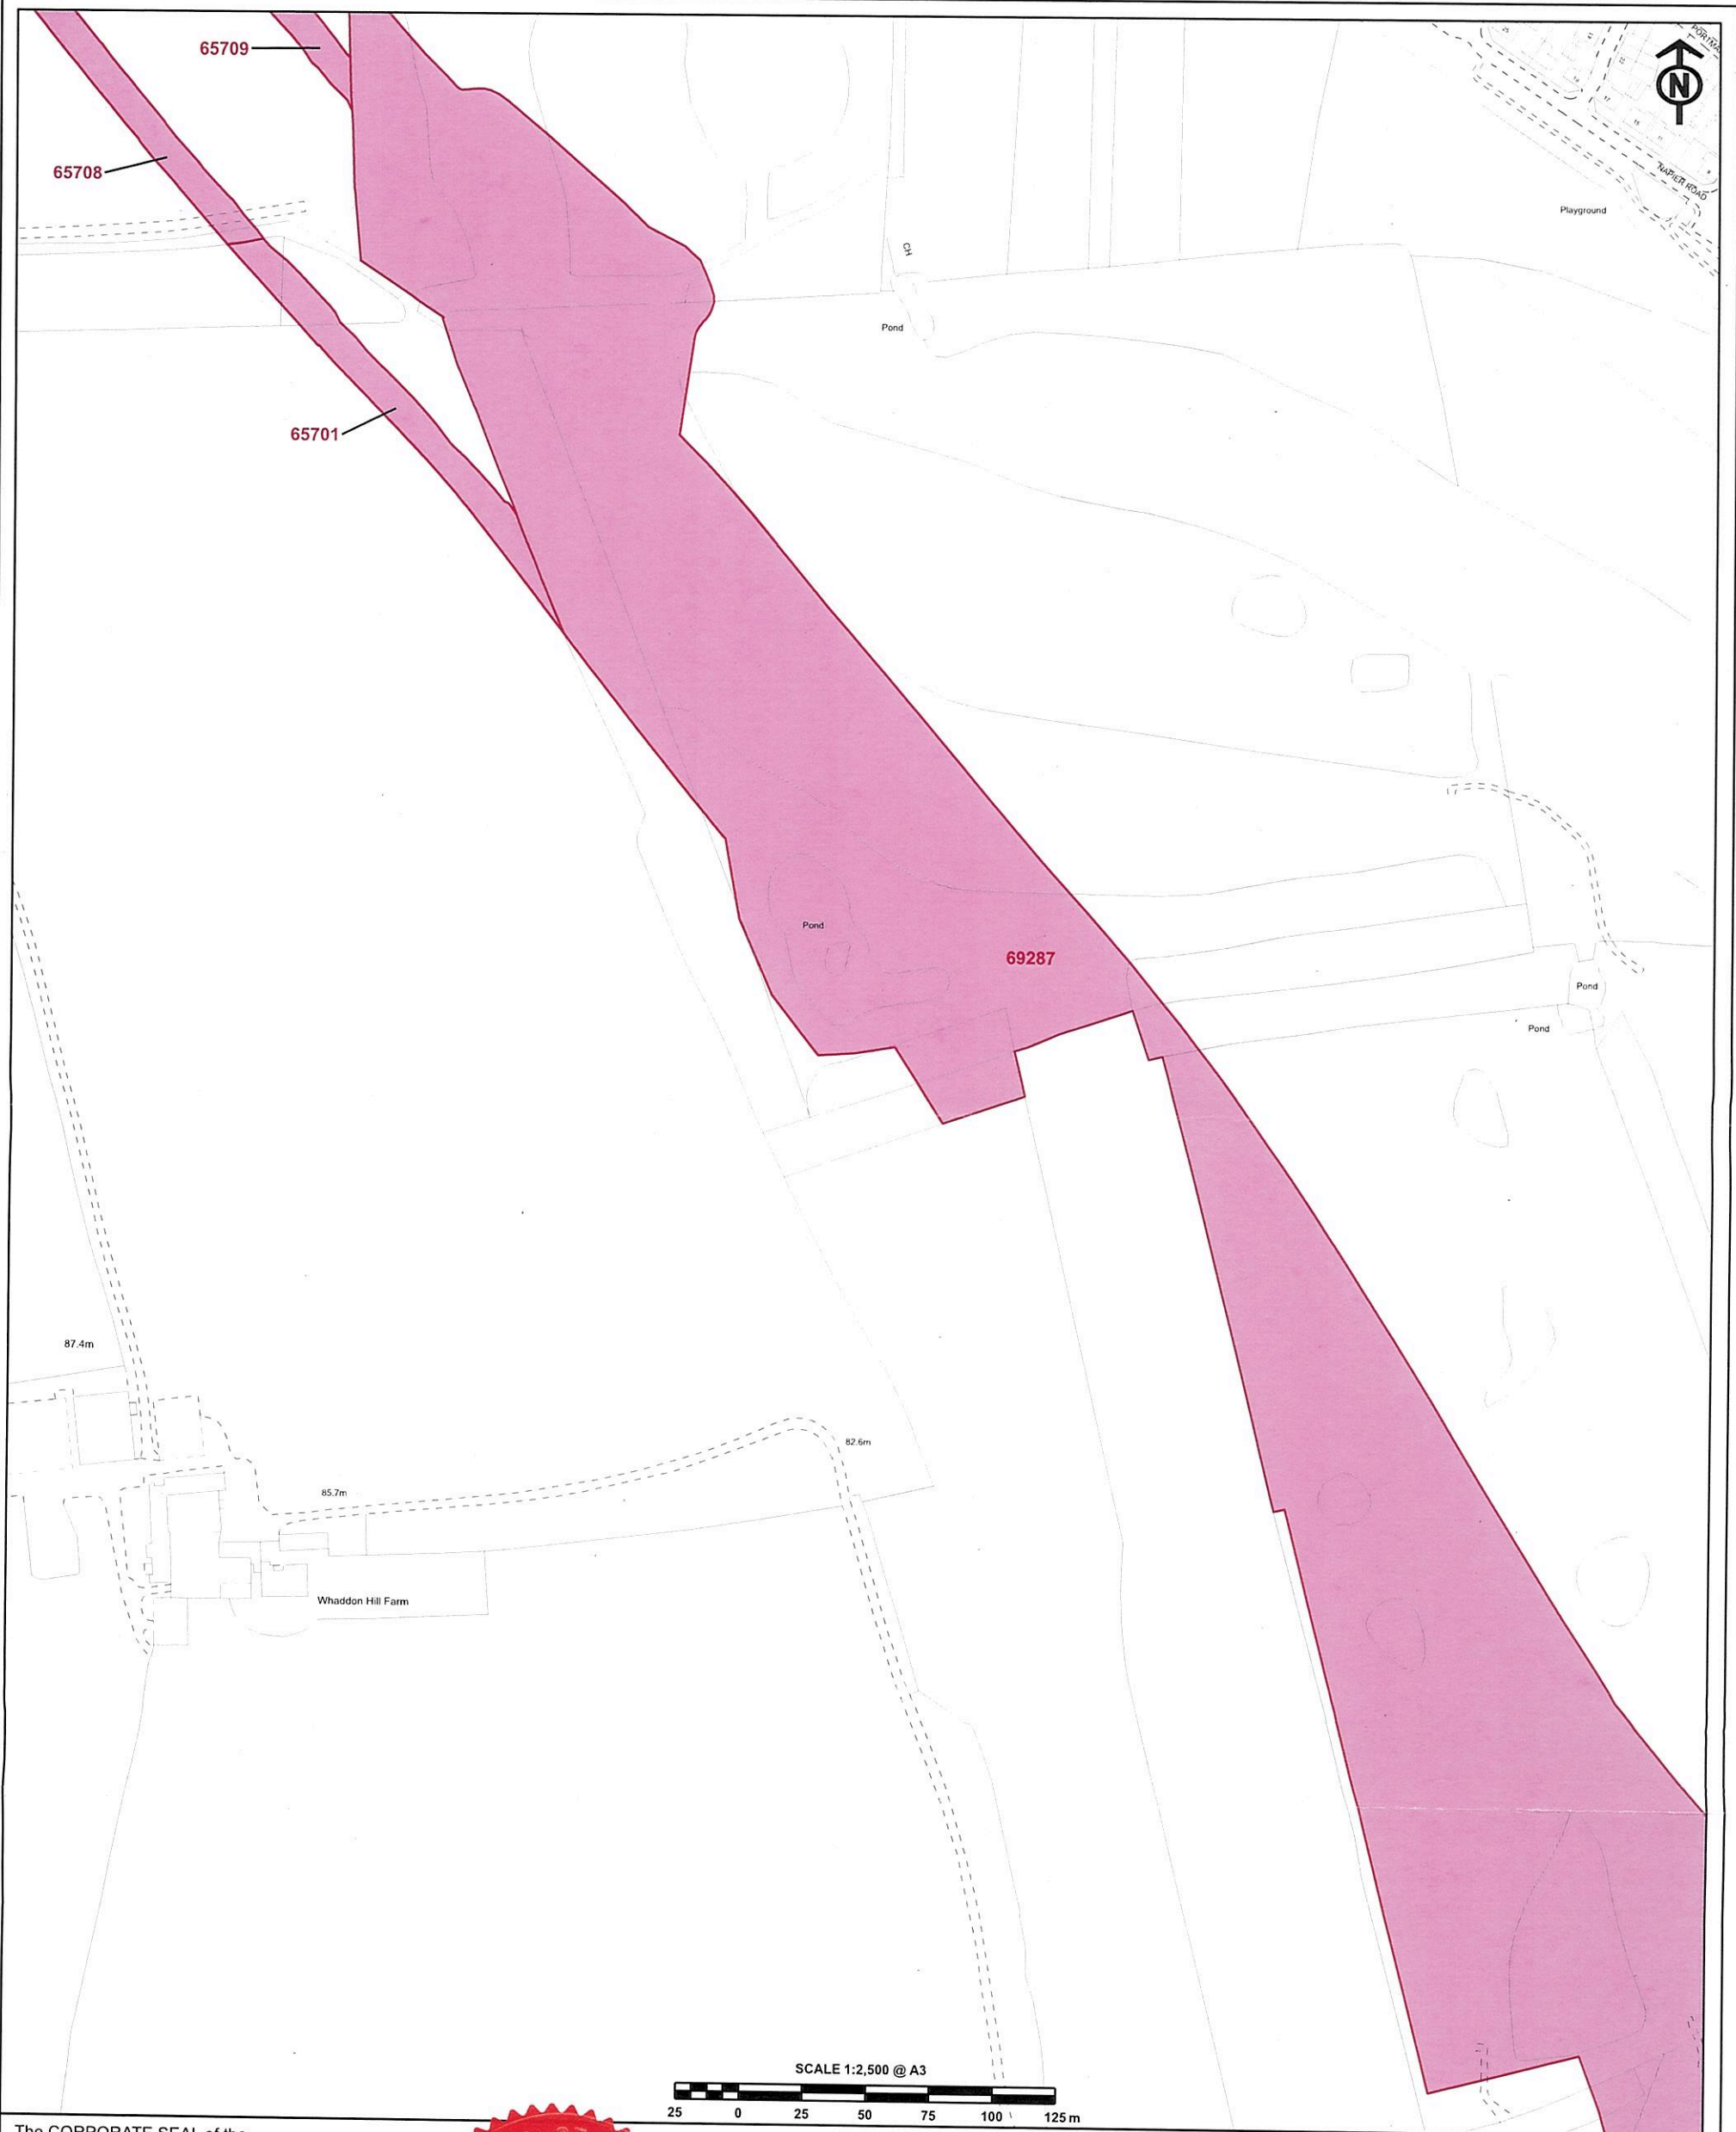 65709
N
65708
NAPIER ROAD
Playground
CH
Pond
65701
Pond
69287
Pond
Pond
87.4m
82.6m
85.7m
Whaddon Hill Farm
SCALE 1:2,500 @ A3
25 0 25 50 75 100 125 m
The CORPORATE SEAL of the